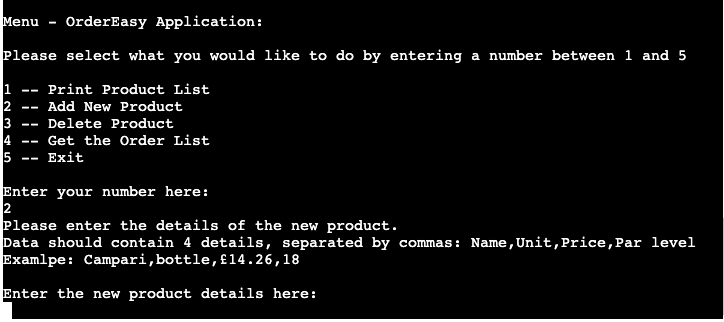 Menu - OrderEasy Application:
Please select what you would like to do by entering a number between 1 and 5
1 -- Print Product List
2 -- Add New Product
3 -- Delete Product
4 -- Get the Order List
5 -- Exit
Enter your number here:
2
Please enter the details of the new product.
Data should contain 4 details, separated by commas: Name,Unit,Price,Par level
Examlpe: Campari,bottle,£14.26,18
Enter the new product details here: